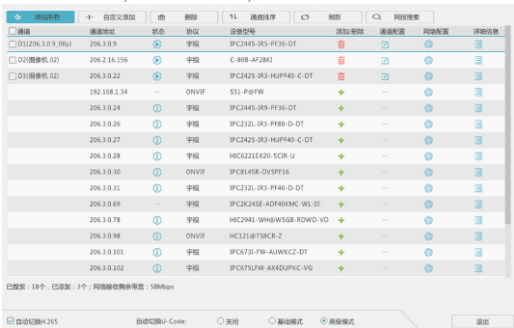 添加所有 自定义添加 删除 通道排序 刷新 网段搜索
通道 通道地址 状态 协议 设备型号 添加/删除 通道配置 网络配置 详细信息
D1(206.3.0.9_00y) 206.3.0.9 宇视 IPC244S-IR5-PF36-DT
D2(摄像机 02) 206.2.16.156 宇视 C-80B-AF28KI
D3(摄像机 02) 206.3.0.22 宇视 IPC242S-IR3-HUPF40-C-DT
192.168.1.34 -- ONVIF SS1-P@FW --
206.3.0.24 宇视 IPC244S-IR9-PF36-DT --
206.3.0.26 宇视 IPC232L-IR3-PF80-D-DT --
206.3.0.27 宇视 IPC244S-IR3-HUPF40-C-DT --
206.3.0.28 宇视 HIC6221EX20-5CIR-U --
206.3.0.30 ONVIF IPC814SR-DVSPF16 --
206.3.0.31 宇视 IPC232L-IR3-PF40-D-DT --
206.3.0.69 -- 宇视 IPC2K24SE-ADF40KMC-WL-I0 --
206.3.0.78 宇视 HIC2941-WH@WSGB-RDWD-VD --
206.3.0.98 ONVIF HC121@TS8CR-Z --
206.3.0.101 宇视 IPC673J-FW-AUWKCZ-DT --
206.3.0.102 宇视 IPC675LFW-AX4DUPKC-VG --
已搜索：18个，已添加：3个；网络接收剩余带宽：58Mbps
自动切换H.265 自动切换U-Code: 关闭 基础模式 高级模式 退出